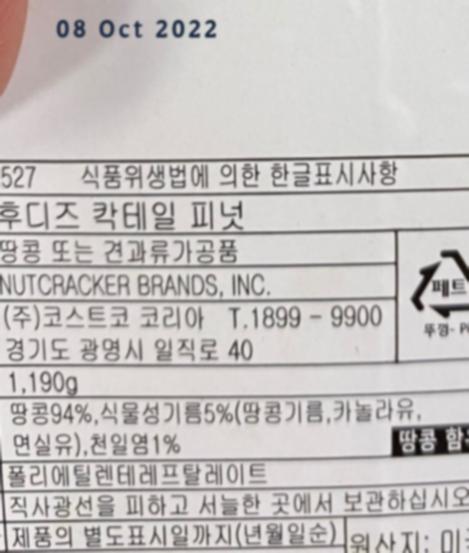 08 Oct 2022
527 식품위생법에 의한 한글표시사항
후디즈 칵테일 피넛
땅콩 또는 견과류가공품
NUTCRACKER BRANDS, INC.
페트
(주)코스트코 코리아 T.1899 - 9900
뚜껑-
경기도 광명시 일직로 40
1,190g
땅콩94%,식물성기름5%(땅콩기름,카놀라유,
면실유),천일염1%
땅콩 함
폴리에틸렌테레프탈레이트
직사광선을 피하고 서늘한 곳에서 보관하십시오
제품의 별도표시일까지(년월일순)
원산지: